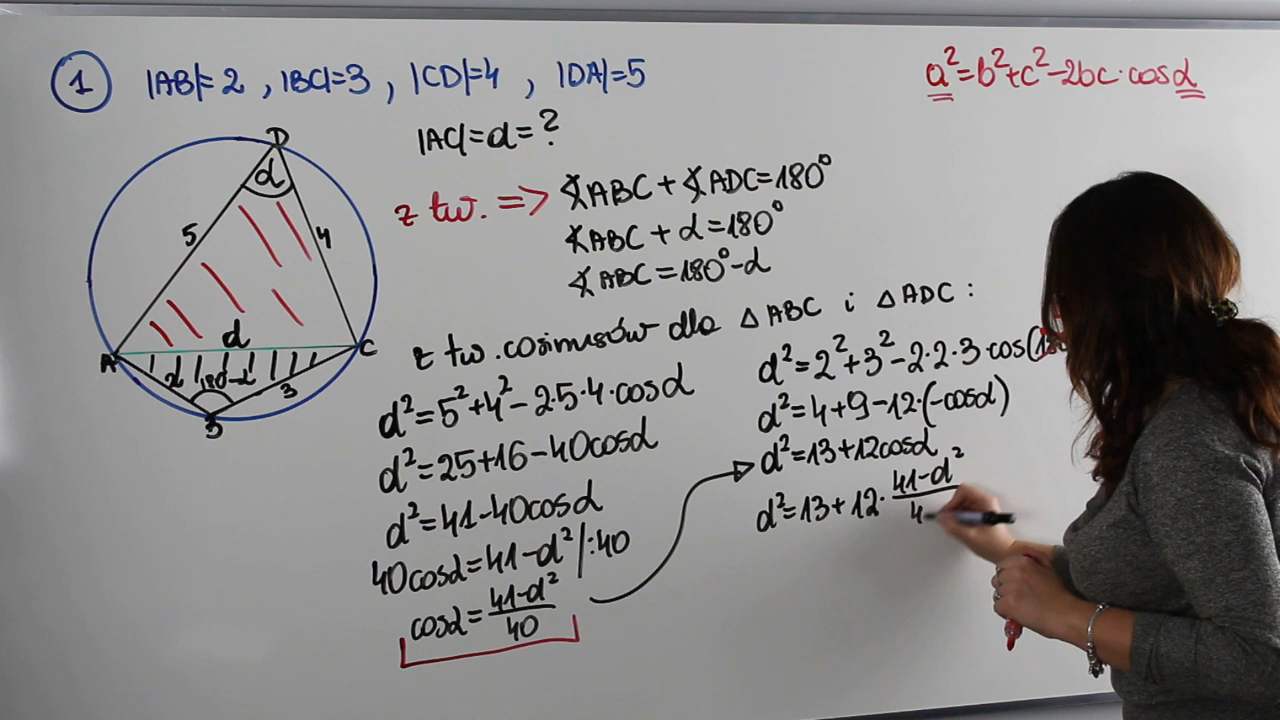 1 |AB|=2 , |BC|=3 , |CD|=4 , |DA|=5
a²=b²+c²-2bc·cosα
|AC|=d=?
z tw. => ∢ABC + ∢ADC=180°
∢ABC + α=180°
∢ABC=180°-α
D
α
5
4
d
A
C
2
180-α
3
B
z tw. cosinusów dla △ABC i △ADC:
d²=5²+4²-2·5·4·cosα
d²=25+16-40cosα
d²=41-40cosα
40cosα=41-d² /:40
cosα=41-d²/40
d²=2²+3²-2·2·3·cos(
d²=4+9-12·(-cosα)
d²=13+12cosα
d²=13+12·41-d²/4